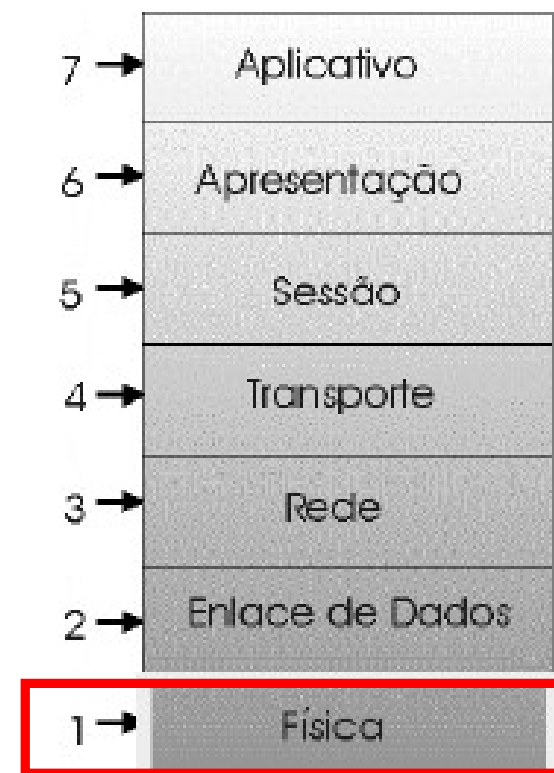 7 Aplicativo
6 Apresentação
5 Sessão
4 Transporte
3 Rede
2 Enlace de Dados
1 Física